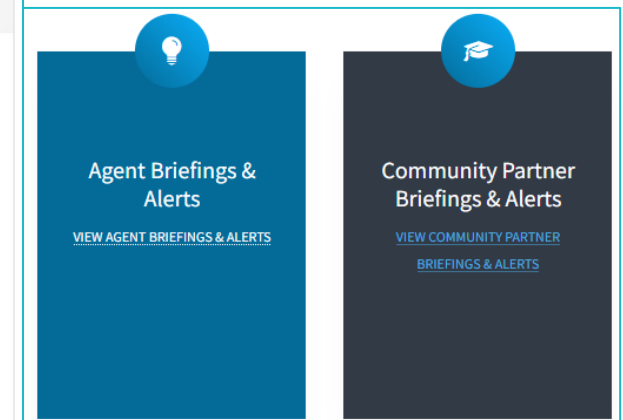 Agent Briefings &
Alerts
VIEW AGENT BRIEFINGS & ALERTS
Community Partner
Briefings & Alerts
VIEW COMMUNITY PARTNER
BRIEFINGS & ALERTS